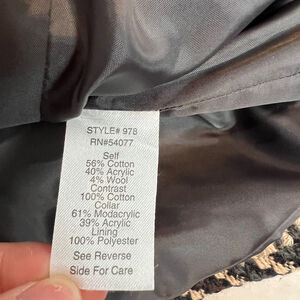 STYLE# 978
RN#54077
Self
56% Cotton
40% Acrylic
4% Wool
Contrast
100% Cotton
Collar
61% Modacrylic
39% Acrylic
Lining
100% Polyester
See Reverse
Side For Care